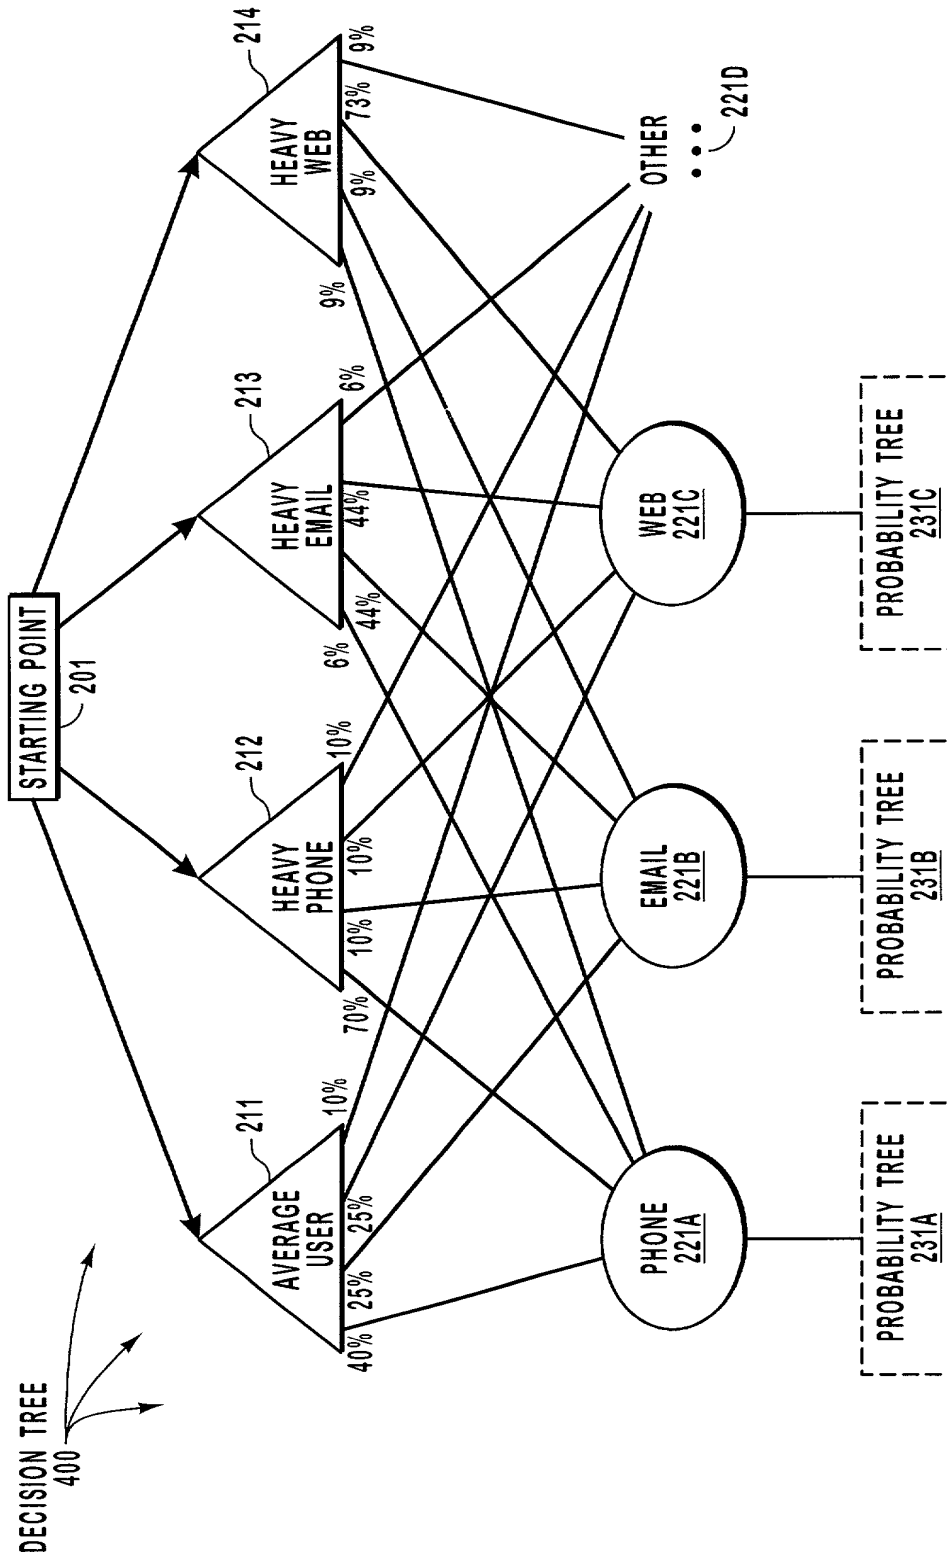 DECISION TREE
400
STARTING POINT
201
211
212
213
214
AVERAGE
USER
HEAVY
PHONE
HEAVY
EMAIL
HEAVY
WEB
40%
25%
25%
10%
70%
10%
10%
10%
6%
44%
44%
6%
9%
9%
73%
9%
PHONE
221A
EMAIL
221B
WEB
221C
OTHER
221D
PROBABILITY TREE
231A
PROBABILITY TREE
231B
PROBABILITY TREE
231C